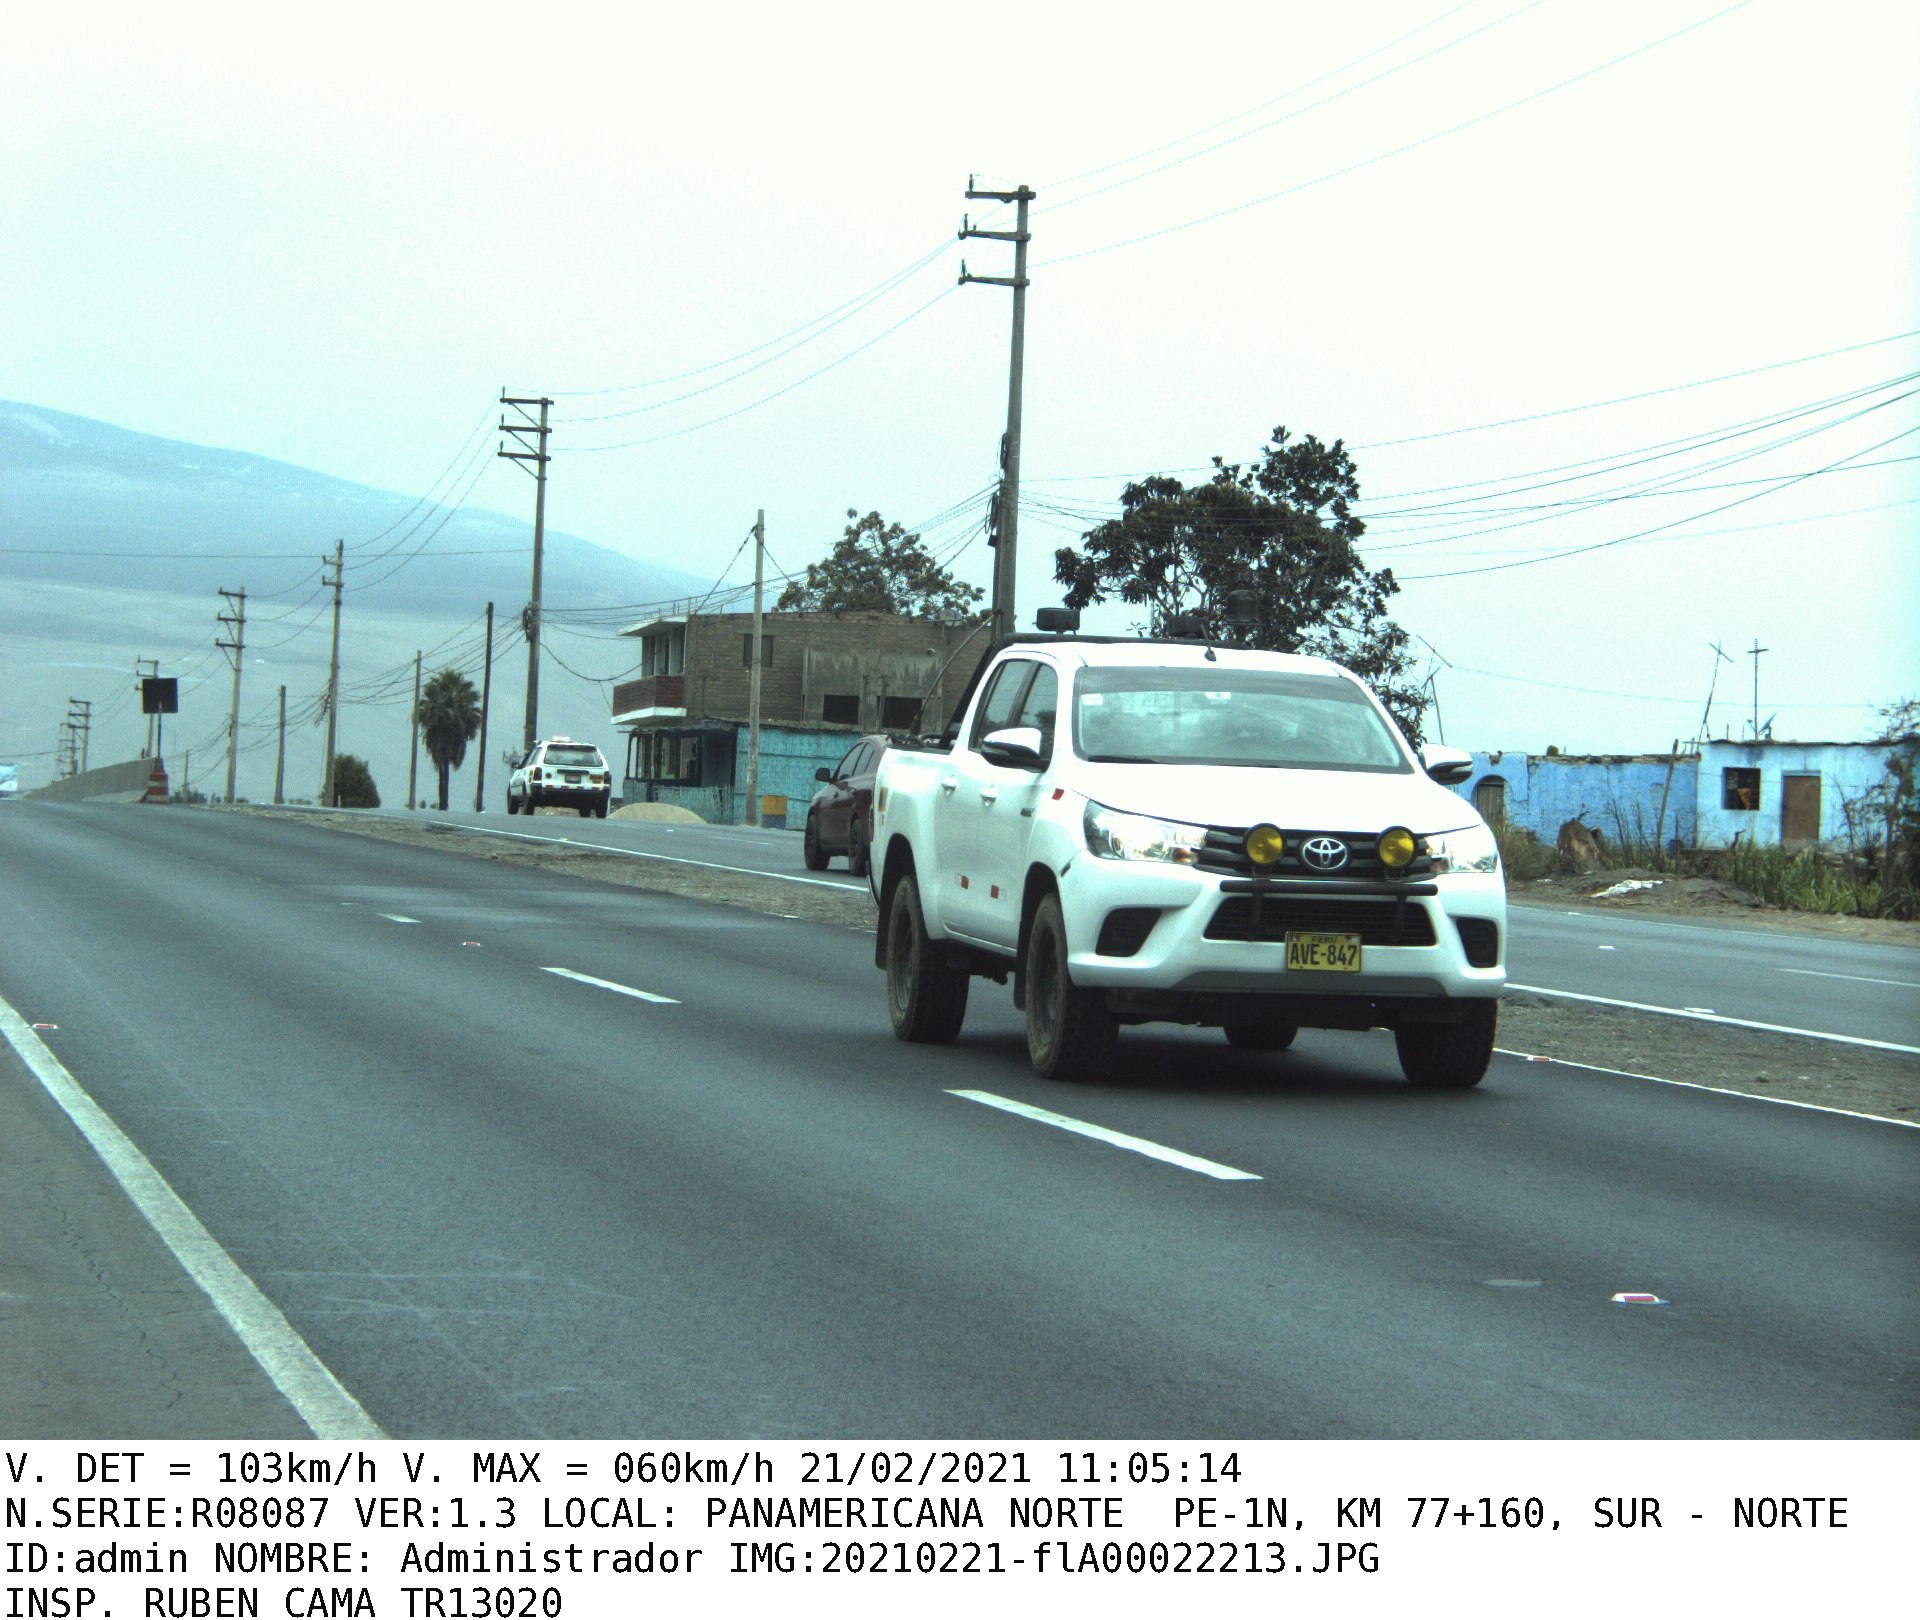 PERU
AVE-847
V. DET = 103km/h V. MAX = 060km/h 21/02/2021 11:05:14
N.SERIE:R08087 VER:1.3 LOCAL: PANAMERICANA NORTE  PE-1N, KM 77+160, SUR - NORTE
ID:admin NOMBRE: Administrador IMG:20210221-flA00022213.JPG
INSP. RUBEN CAMA TR13020